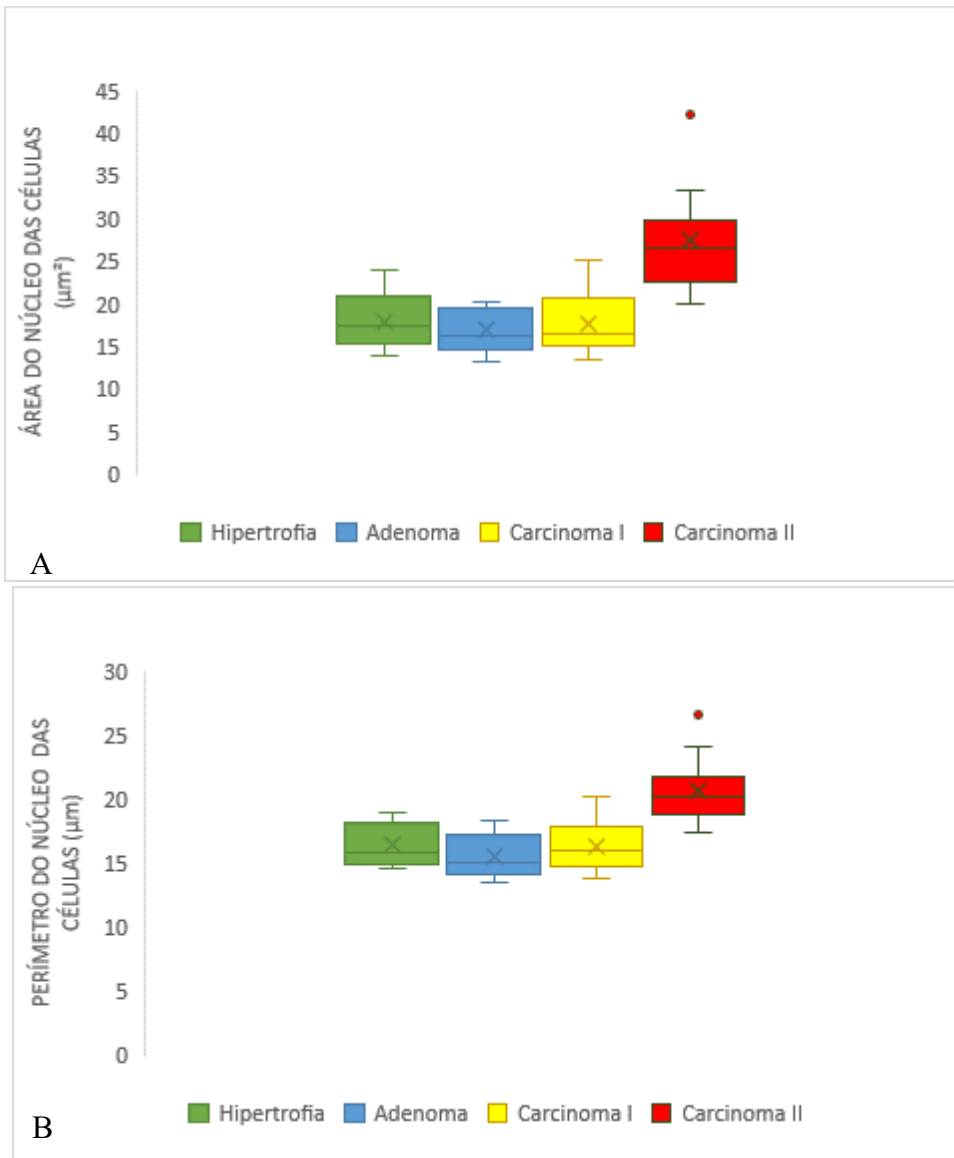 ÁREA DO NÚCLEO DAS CÉLULAS
(µm²)
45
40
35
30
25
20
15
10
5
0
Hipertrofia Adenoma Carcinoma I Carcinoma II
A
PERÍMETRO DO NÚCLEO DAS
CÉLULAS (µm)
30
25
20
15
10
5
0
Hipertrofia Adenoma Carcinoma I Carcinoma II
B